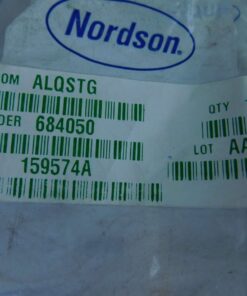 Nordson.
OM ALQSTG
QTY
DER 684050
LOT AA
159574A